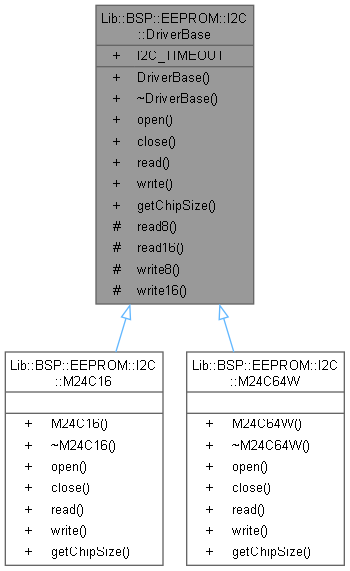 Lib::BSP::EEPROM::I2C
::DriverBase
+ I2C_TIMEOUT
+ DriverBase()
+ ~DriverBase()
+ open()
+ close()
+ read()
+ write()
+ getChipSize()
# read8()
# read16()
# write8()
# write16()
Lib::BSP::EEPROM::I2C
::M24C16
+ M24C16()
+ ~M24C16()
+ open()
+ close()
+ read()
+ write()
+ getChipSize()
Lib::BSP::EEPROM::I2C
::M24C64W
+ M24C64W()
+ ~M24C64W()
+ open()
+ close()
+ read()
+ write()
+ getChipSize()